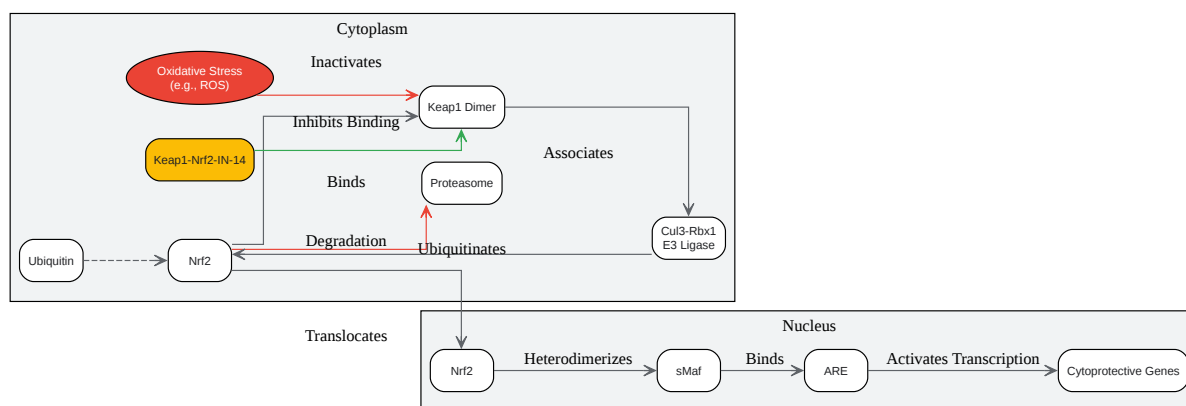 Cytoplasm
Inactivates
Oxidative Stress
(e.g., ROS)
Keap1 Dimer
Inhibits Binding
Keap1-Nrf2-IN-14
Associates
Binds
Proteasome
Cul3-Rbx1
E3 Ligase
Degradation
Ubiquitinates
Ubiquitin
Nrf2
Translocates
Nucleus
Nrf2
Heterodimerizes
sMaf
Binds
ARE
Activates Transcription
Cytoprotective Genes